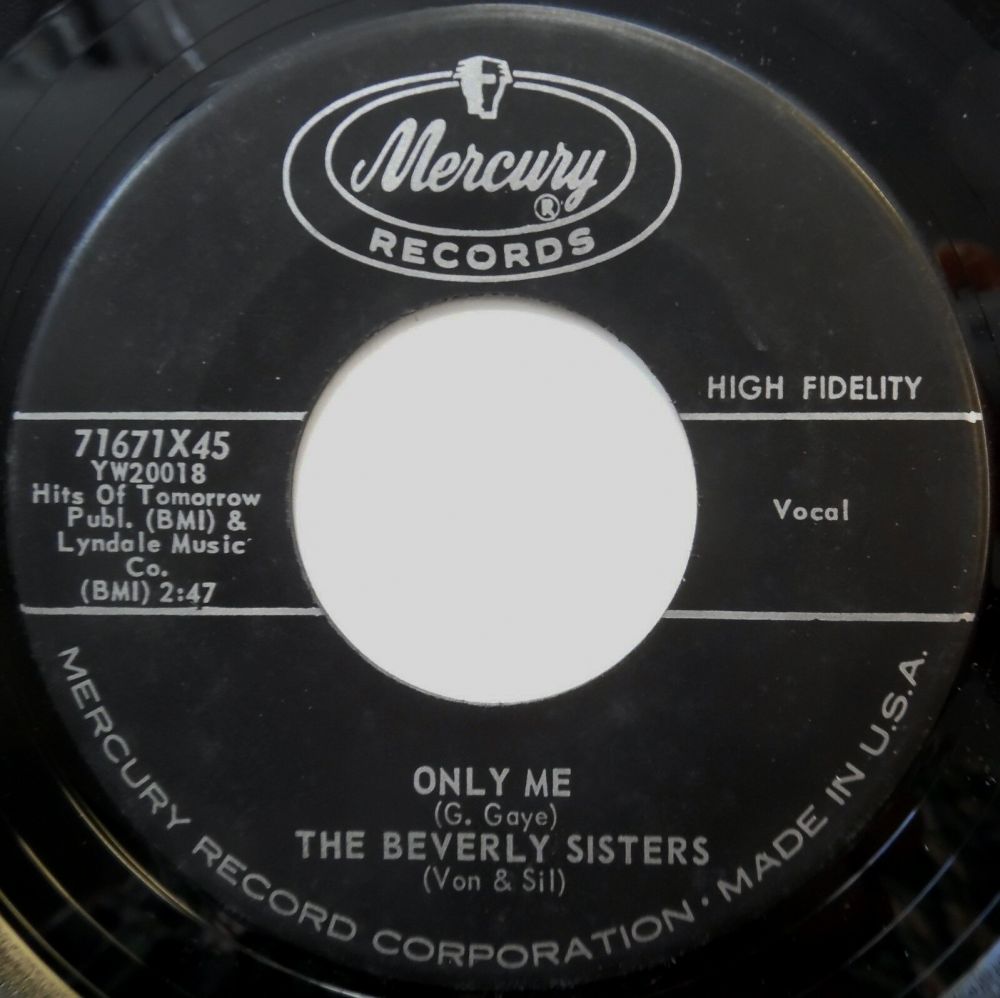 Mercury
®
RECORDS
HIGH FIDELITY
71671X45
YW20018
Hits Of Tomorrow
Publ. (BMI) &
Lyndale Music
Co.
(BMI) 2:47
Vocal
ONLY ME
(G. Gaye)
THE BEVERLY SISTERS
(Von & Sil)
MERCURY RECORD CORPORATION · MADE IN U.S.A.